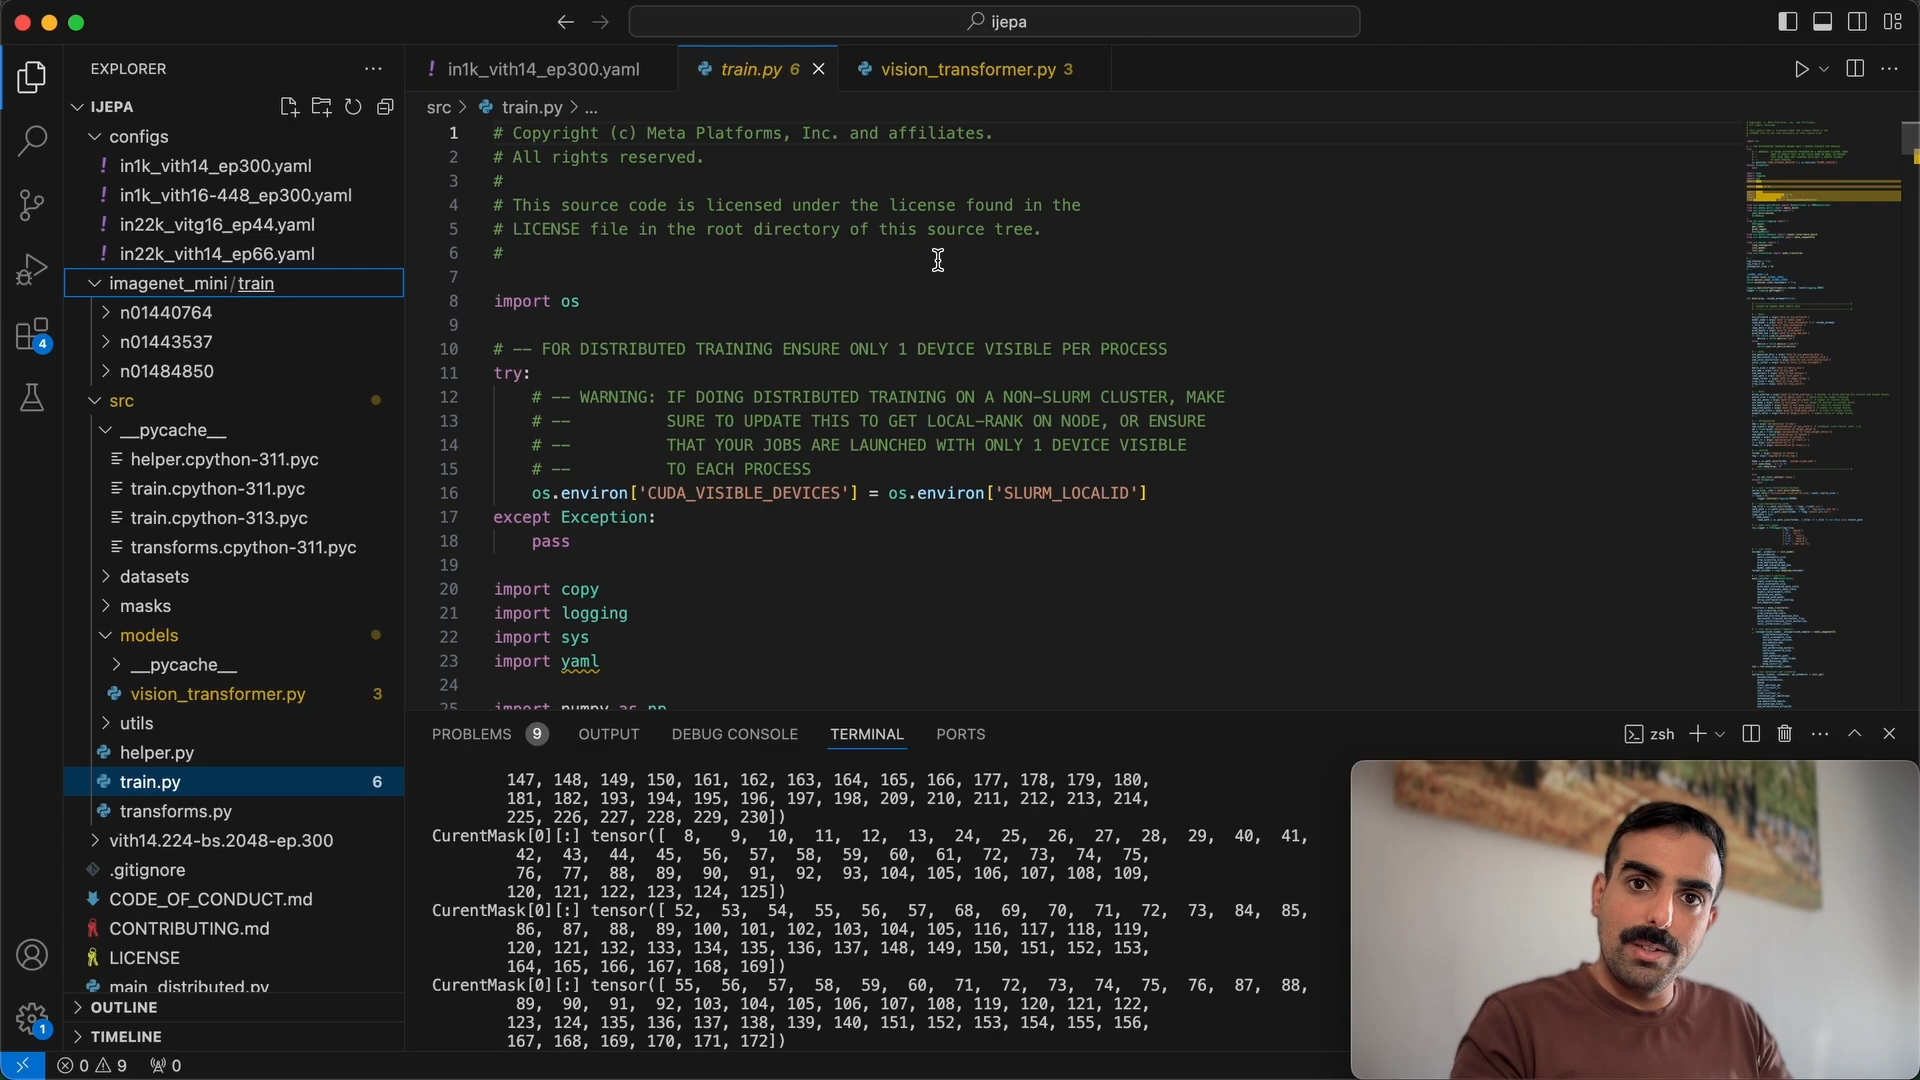 ijepa
EXPLORER
IJEPA
configs
in1k_vith14_ep300.yaml
in1k_vith16-448_ep300.yaml
in22k_vitg16_ep44.yaml
in22k_vith14_ep66.yaml
imagenet_mini/train
n01440764
n01443537
n01484850
src
__pycache__
helper.cpython-311.pyc
train.cpython-311.pyc
train.cpython-313.pyc
transforms.cpython-311.pyc
datasets
masks
models
__pycache__
vision_transformer.py 3
utils
helper.py
train.py 6
transforms.py
vith14.224-bs.2048-ep.300
.gitignore
CODE_OF_CONDUCT.md
CONTRIBUTING.md
LICENSE
main_distributed.py
OUTLINE
TIMELINE
4
1
in1k_vith14_ep300.yaml
train.py 6
vision_transformer.py 3
src > train.py > ...
1 # Copyright (c) Meta Platforms, Inc. and affiliates.
2 # All rights reserved.
3 #
4 # This source code is licensed under the license found in the
5 # LICENSE file in the root directory of this source tree.
6 #
7
8 import os
9
10 # -- FOR DISTRIBUTED TRAINING ENSURE ONLY 1 DEVICE VISIBLE PER PROCESS
11 try:
12 # -- WARNING: IF DOING DISTRIBUTED TRAINING ON A NON-SLURM CLUSTER, MAKE
13 # -- SURE TO UPDATE THIS TO GET LOCAL-RANK ON NODE, OR ENSURE
14 # -- THAT YOUR JOBS ARE LAUNCHED WITH ONLY 1 DEVICE VISIBLE
15 # -- TO EACH PROCESS
16 os.environ['CUDA_VISIBLE_DEVICES'] = os.environ['SLURM_LOCALID']
17 except Exception:
18 pass
19
20 import copy
21 import logging
22 import sys
23 import yaml
24
25 import numpy as np
PROBLEMS 9 OUTPUT DEBUG CONSOLE TERMINAL PORTS
zsh
147, 148, 149, 150, 161, 162, 163, 164, 165, 166, 177, 178, 179, 180,
181, 182, 193, 194, 195, 196, 197, 198, 209, 210, 211, 212, 213, 214,
225, 226, 227, 228, 229, 230])
CurentMask[0][:] tensor([ 8, 9, 10, 11, 12, 13, 24, 25, 26, 27, 28, 29, 40, 41,
42, 43, 44, 45, 56, 57, 58, 59, 60, 61, 72, 73, 74, 75,
76, 77, 88, 89, 90, 91, 92, 93, 104, 105, 106, 107, 108, 109,
120, 121, 122, 123, 124, 125])
CurentMask[0][:] tensor([ 52, 53, 54, 55, 56, 57, 68, 69, 70, 71, 72, 73, 84, 85,
86, 87, 88, 89, 100, 101, 102, 103, 104, 105, 116, 117, 118, 119,
120, 121, 132, 133, 134, 135, 136, 137, 148, 149, 150, 151, 152, 153,
164, 165, 166, 167, 168, 169])
CurentMask[0][:] tensor([ 55, 56, 57, 58, 59, 60, 71, 72, 73, 74, 75, 76, 87, 88,
89, 90, 91, 92, 103, 104, 105, 106, 107, 108, 119, 120, 121, 122,
123, 124, 135, 136, 137, 138, 139, 140, 151, 152, 153, 154, 155, 156,
167, 168, 169, 170, 171, 172])
0 9 0